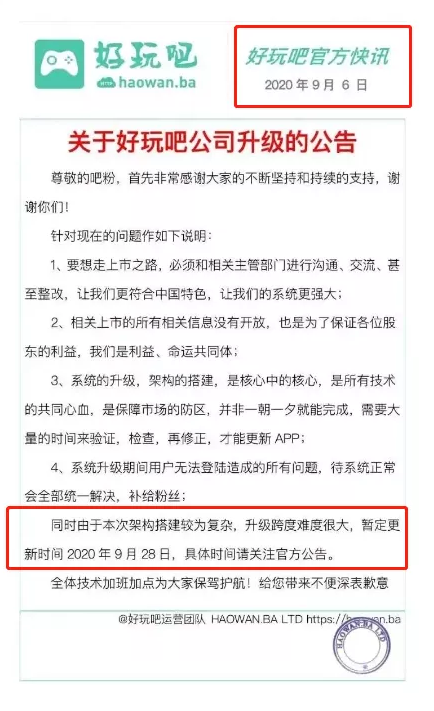 好玩吧
haowan.ba
好玩吧官方快讯
2020 年 9 月 6 日
关于好玩吧公司升级的公告
尊敬的吧粉，首先非常感谢大家的不断坚持和持续的支持，谢
谢你们！
针对现在的问题作如下说明：
1、要想走上市之路，必须和相关主管部门进行沟通、交流、甚
至整改，让我们更符合中国特色，让我们的系统更强大；
2、相关上市的所有相关信息没有开放，也是为了保证各位股
东的利益，我们是利益、命运共同体；
3、系统的升级，架构的搭建，是核心中的核心，是所有技术
的共同心血，是保障市场的防区，并非一朝一夕就能完成，需要大
量的时间来验证，检查，再修正，才能更新 APP；
4、系统升级期间用户无法登陆造成的所有问题，待系统正常
会全部统一解决，补给粉丝；
同时由于本次架构搭建较为复杂，升级跨度难度很大，暂定更
新时间 2020 年 9 月 28 日，具体时间请关注官方公告。
全体技术加班加点为大家保驾护航！给您带来不便深表歉意
@好玩吧运营团队 HAOWAN.BA LTD https://haowan.ba
HAOWAN.BA LTD